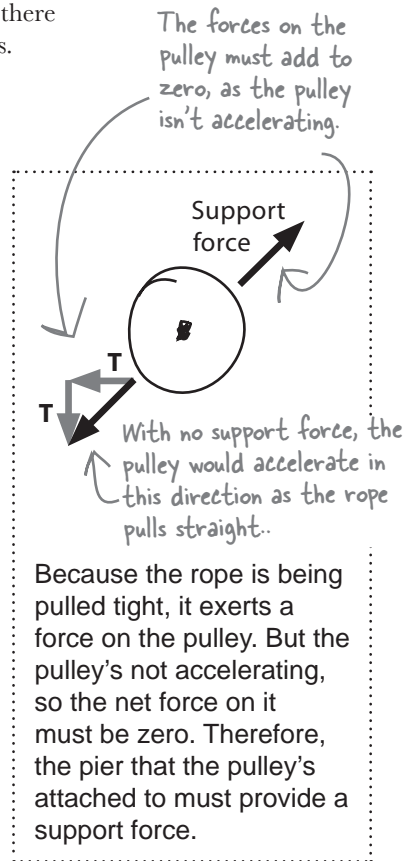 there
s.
The forces on the
pulley must add to
zero, as the pulley
isn't accelerating.
Support
force
T
T
With no support force, the
pulley would accelerate in
this direction as the rope
pulls straight..
Because the rope is being
pulled tight, it exerts a
force on the pulley. But the
pulley's not accelerating,
so the net force on it
must be zero. Therefore,
the pier that the pulley's
attached to must provide a
support force.